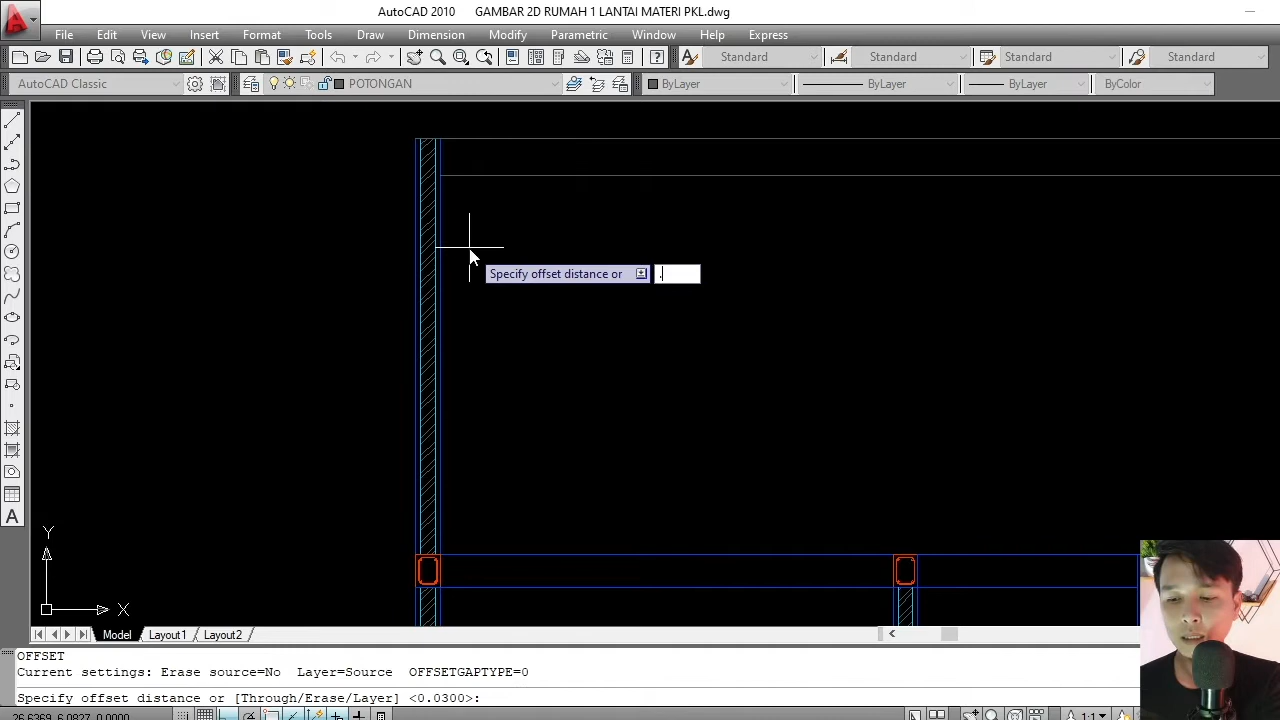 AutoCAD 2010 GAMBAR 2D RUMAH 1 LANTAI MATERI PKL.dwg
File Edit View Insert Format Tools Draw Dimension Modify Parametric Window Help Express
Standard Standard Standard Standard
AutoCAD Classic POTONGAN ByLayer ByLayer ByLayer ByColor
Specify offset distance or .
Y
X
A
Model Layout1 Layout2
OFFSET
Current settings: Erase source=No Layer=Source OFFSETGAPTYPE=0
Specify offset distance or [Through/Erase/Layer] <0.0300>:
1:1